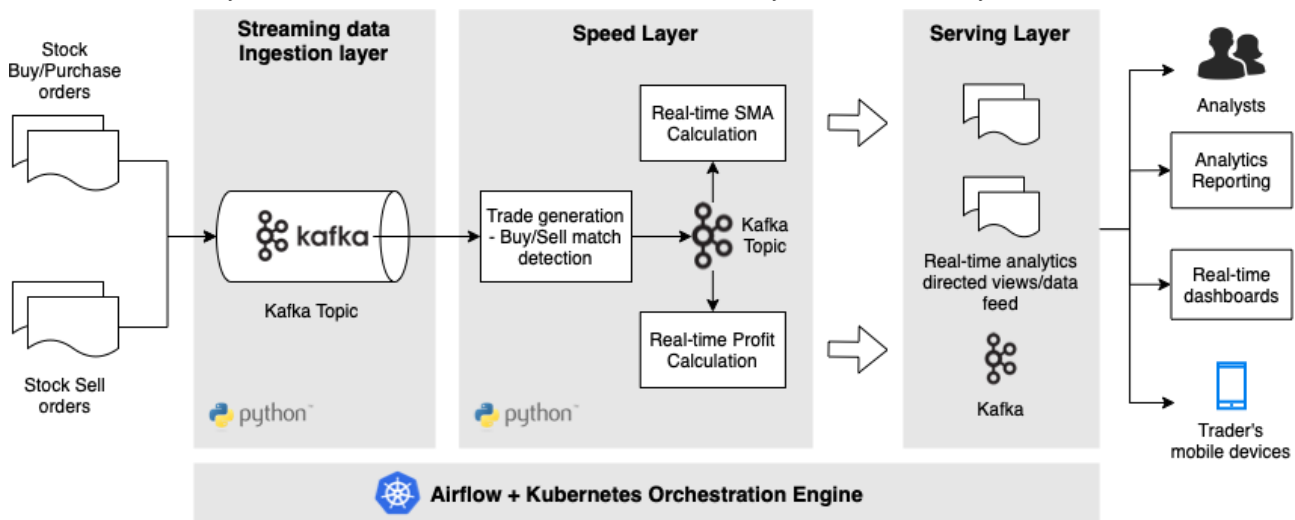 Stock
Buy/Purchase
orders
Stock Sell
orders
Streaming data
Ingestion layer
kafka
Kafka Topic
python™
Speed Layer
Trade generation
- Buy/Sell match
detection
Real-time SMA
Calculation
Kafka
Topic
Real-time Profit
Calculation
python™
Serving Layer
Real-time analytics
directed views/data
feed
Kafka
Analysts
Analytics
Reporting
Real-time
dashboards
Trader's
mobile devices
Airflow + Kubernetes Orchestration Engine